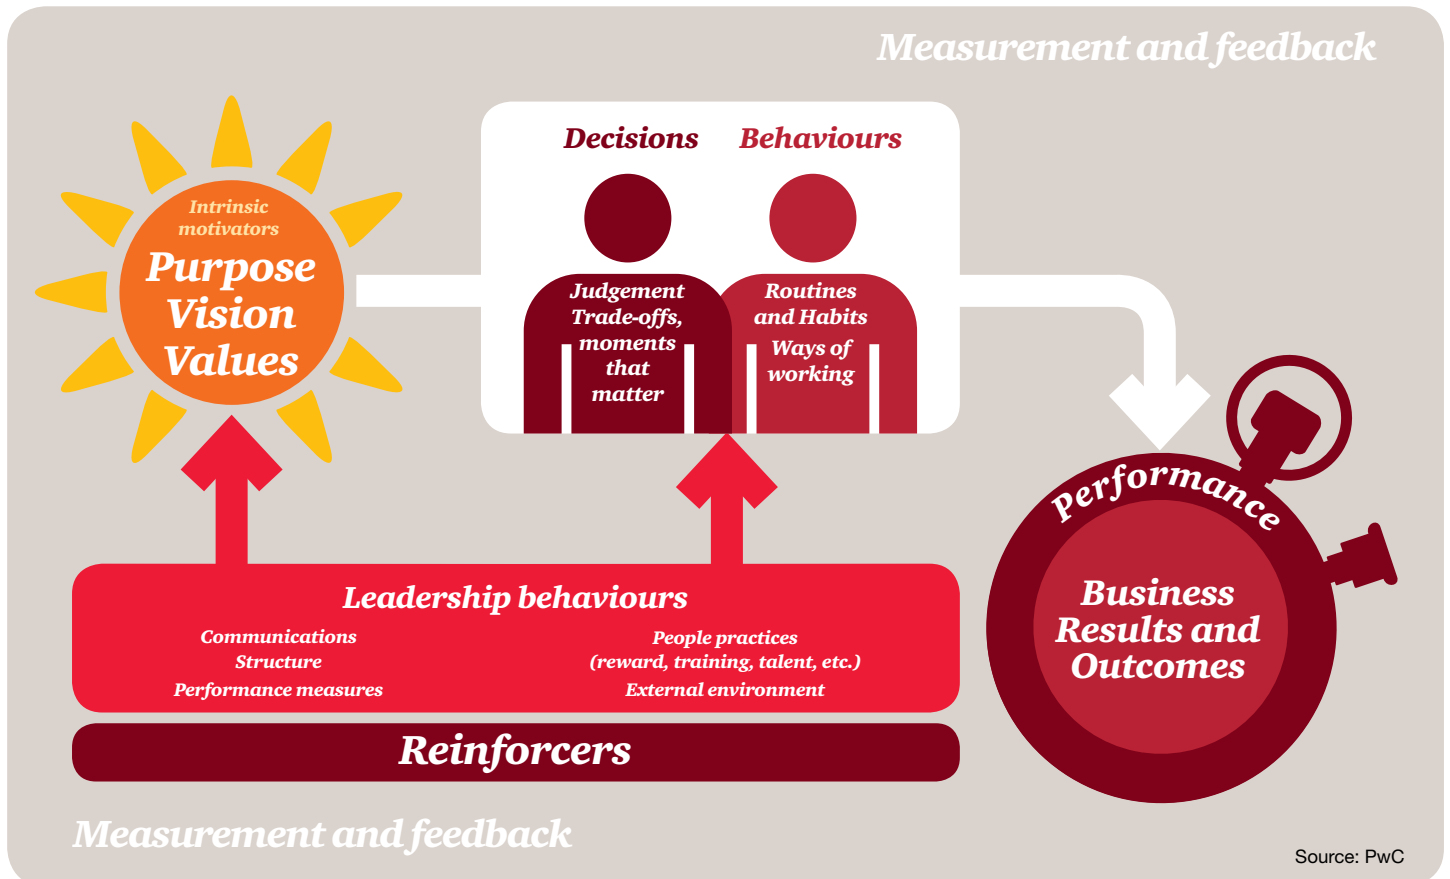 Measurement and feedback
Intrinsic
motivators
Purpose
Vision
Values
Decisions
Judgement
Trade-offs,
moments
that
matter
Behaviours
Routines
and Habits
Ways of
working
Performance
Business
Results and
Outcomes
Leadership behaviours
Communications
Structure
Performance measures
People practices
(reward, training, talent, etc.)
External environment
Reinforcers
Measurement and feedback
Source: PwC